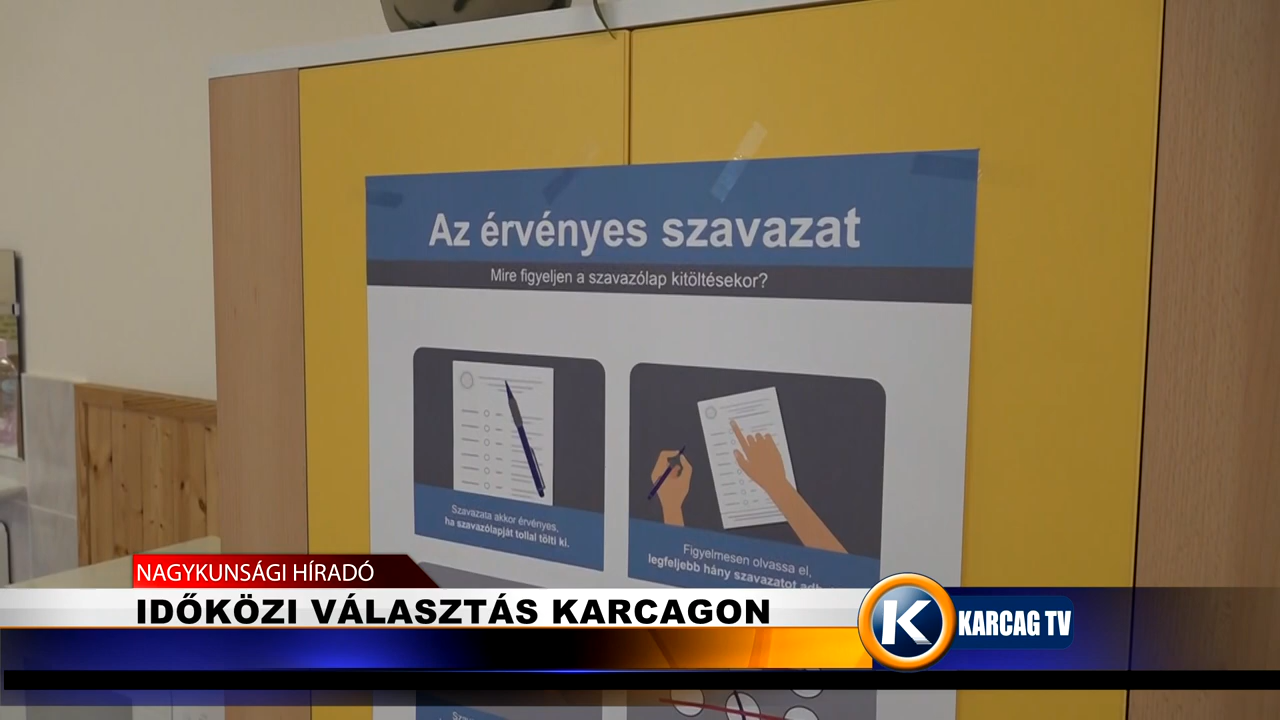 Az érvényes szavazat
Mire figyeljen a szavazólap kitöltésekor?
Szavazata akkor érvényes,
ha szavazólapját tollal tölti ki.
Figyelmesen olvassa el,
legfeljebb hány szavazatot
NAGYKUNSÁGI HÍRADÓ
IDŐKÖZI VÁLASZTÁS KARCAGON
K KARCAG TV